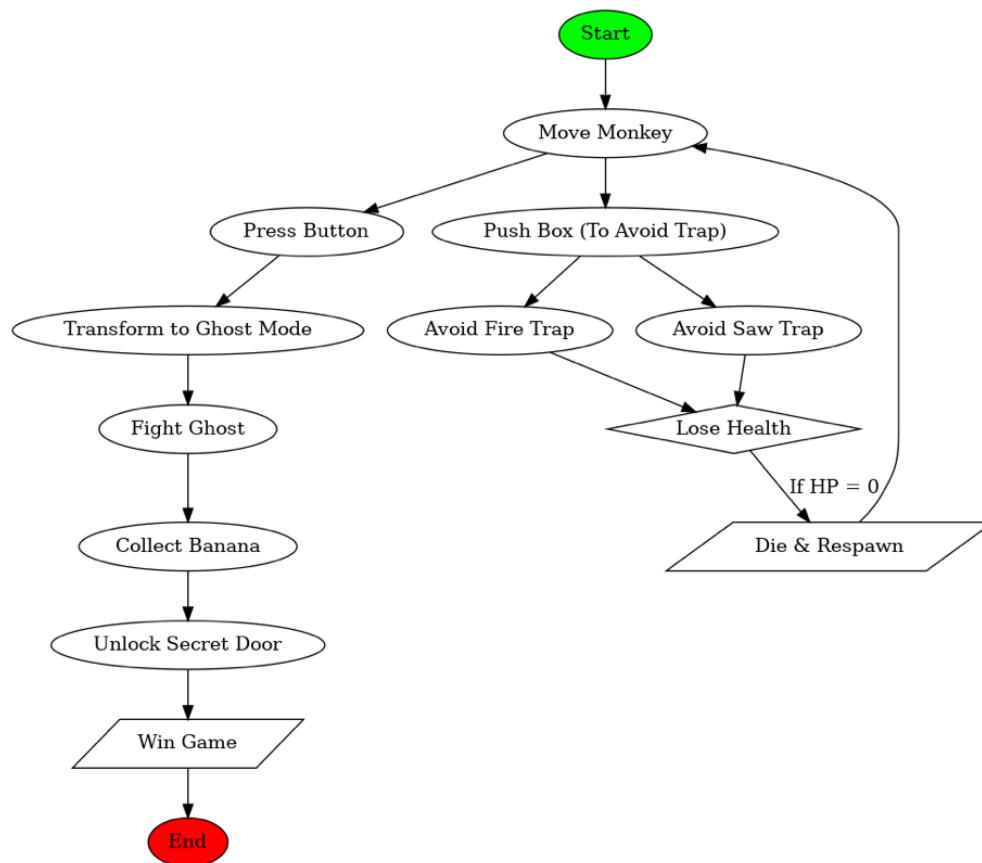 Start
Move Monkey
Press Button
Push Box (To Avoid Trap)
Transform to Ghost Mode
Avoid Fire Trap
Avoid Saw Trap
Fight Ghost
Lose Health
If HP = 0
Collect Banana
Die & Respawn
Unlock Secret Door
Win Game
End